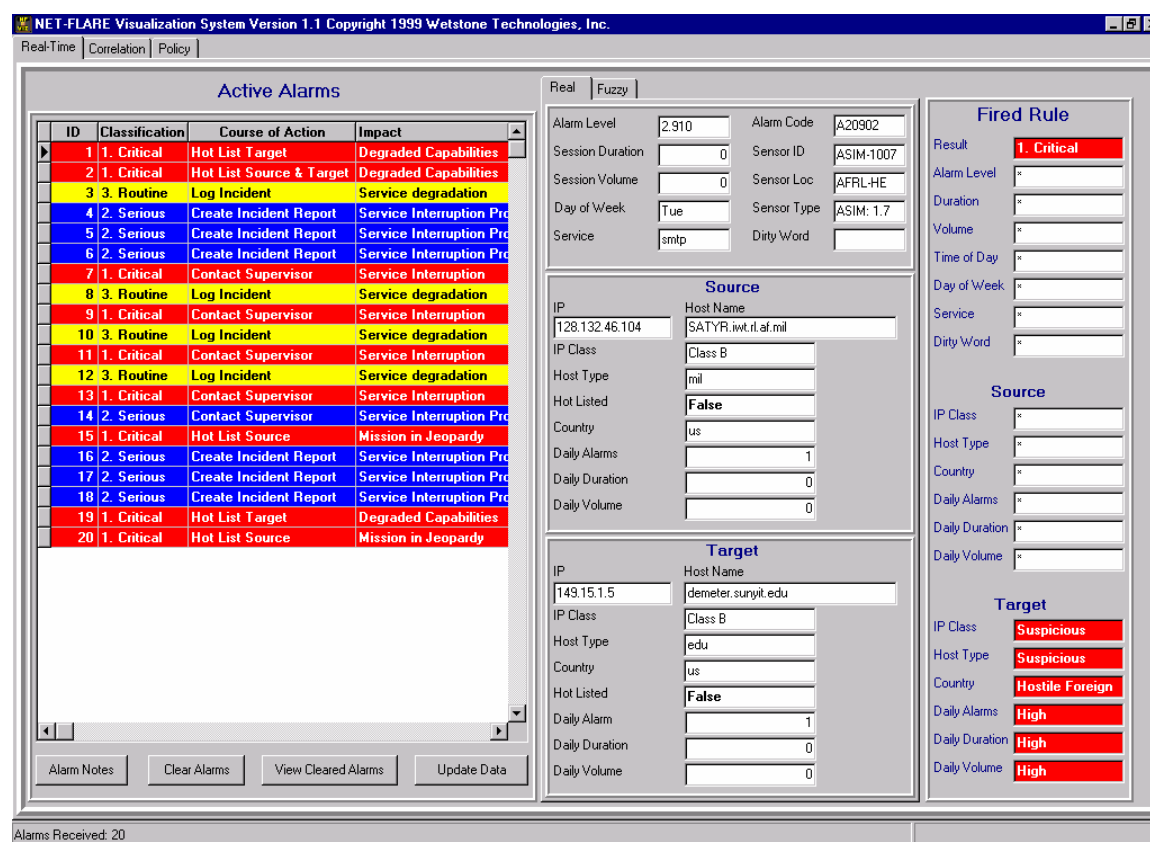 NET-FLARE Visualization System Version 1.1 Copyright 1999 Wetstone Technologies, Inc.
Real-Time Correlation Policy
Active Alarms
ID Classification Course of Action Impact
1 1. Critical Hot List Target Degraded Capabilities
2 1. Critical Hot List Source & Target Degraded Capabilities
3 3. Routine Log Incident Service degradation
4 2. Serious Create Incident Report Service Interruption Pro
5 2. Serious Create Incident Report Service Interruption Pro
6 2. Serious Create Incident Report Service Interruption Pro
7 1. Critical Contact Supervisor Service Interruption
8 3. Routine Log Incident Service degradation
9 1. Critical Contact Supervisor Service Interruption
10 3. Routine Log Incident Service degradation
11 1. Critical Contact Supervisor Service Interruption
12 3. Routine Log Incident Service degradation
13 1. Critical Contact Supervisor Service Interruption
14 2. Serious Contact Supervisor Service Interruption Pro
15 1. Critical Hot List Source Mission in Jeopardy
16 2. Serious Create Incident Report Service Interruption Pro
17 2. Serious Create Incident Report Service Interruption Pro
18 2. Serious Create Incident Report Service Interruption Pro
19 1. Critical Hot List Target Degraded Capabilities
20 1. Critical Hot List Source Mission in Jeopardy
Alarm Notes Clear Alarms View Cleared Alarms Update Data
Real Fuzzy
Alarm Level 2.910 Alarm Code A20902
Session Duration 0 Sensor ID ASIM-1007
Session Volume 0 Sensor Loc AFRL-HE
Day of Week Tue Sensor Type ASIM: 1.7
Service smtp Dirty Word
Source
IP Host Name
128.132.46.104 SATYR.iwt.rl.af.mil
IP Class Class B
Host Type mil
Hot Listed False
Country us
Daily Alarms 1
Daily Duration 0
Daily Volume 0
Target
IP Host Name
149.15.1.5 demeter.sunyit.edu
IP Class Class B
Host Type edu
Country us
Hot Listed False
Daily Alarm 1
Daily Duration 0
Daily Volume 0
Fired Rule
Result 1. Critical
Alarm Level *
Duration *
Volume *
Time of Day *
Day of Week *
Service *
Dirty Word *
Source
IP Class *
Host Type *
Country *
Daily Alarms *
Daily Duration *
Daily Volume *
Target
IP Class Suspicious
Host Type Suspicious
Country Hostile Foreign
Daily Alarms High
Daily Duration High
Daily Volume High
Alarms Received: 20